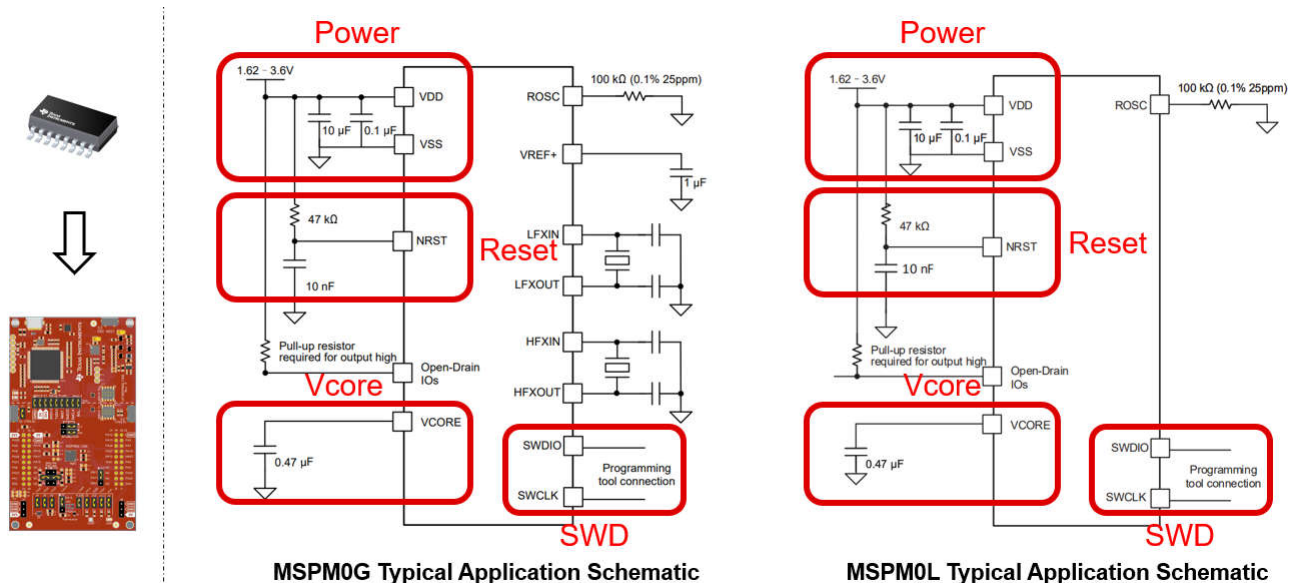 Power
1.62 - 3.6V
VDD
10 µF
0.1 µF
VSS
47 kΩ
NRST
Reset
10 nF
Pull-up resistor
required for output high
Open-Drain
IOs
Vcore
VCORE
0.47 µF
100 kΩ (0.1% 25ppm)
ROSC
VREF+
1 µF
LFXIN
LFXOUT
HFXIN
HFXOUT
SWDIO
Programming
tool connection
SWCLK
SWD
MSPM0G Typical Application Schematic
Power
1.62 - 3.6V
VDD
10 µF
0.1 µF
VSS
47 kΩ
NRST
Reset
10 nF
Pull-up resistor
required for output high
Open-Drain
IOs
Vcore
VCORE
0.47 µF
100 kΩ (0.1% 25ppm)
ROSC
SWDIO
Programming
tool connection
SWCLK
SWD
MSPM0L Typical Application Schematic
TEXAS INSTRUMENTS